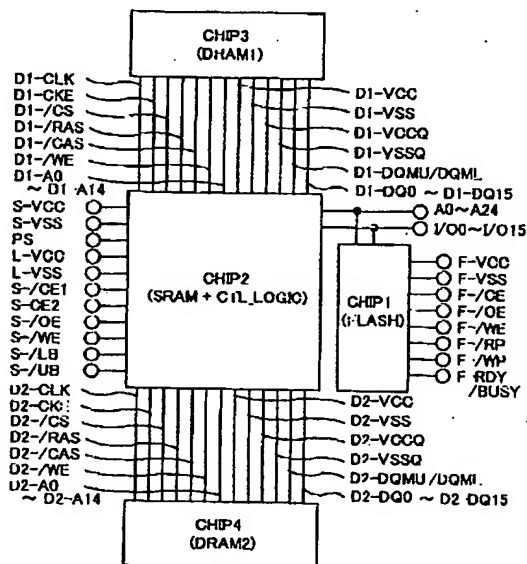 CHIP3
(DRAM1)
D1-CLK
D1-CKE
D1-/CS
D1-/RAS
D1-/CAS
D1-/WE
D1-A0
~ D1-A14
D1-VCC
D1-VSS
D1-VCCQ
D1-VSSQ
D1-DQMU/DQML
D1-DQ0 ~ D1-DQ15
S-VCC
S-VSS
PS
L-VCC
L-VSS
S-/CE1
S-CE2
S-/OE
S-/WE
S-/LB
S-/UB
CHIP2
(SRAM + CTL_LOGIC)
A0~A24
I/O0~I/O15
CHIP1
(FLASH)
F-VCC
F-VSS
F-/CE
F-/OE
F-/WE
F-/RP
F-/WP
F-RDY
/BUSY
D2-CLK
D2-CKE
D2-/CS
D2-/RAS
D2-/CAS
D2-/WE
D2-A0
~ D2-A14
D2-VCC
D2-VSS
D2-VCCQ
D2-VSSQ
D2-DQMU/DQML
D2-DQ0 ~ D2-DQ15
CHIP4
(DRAM2)